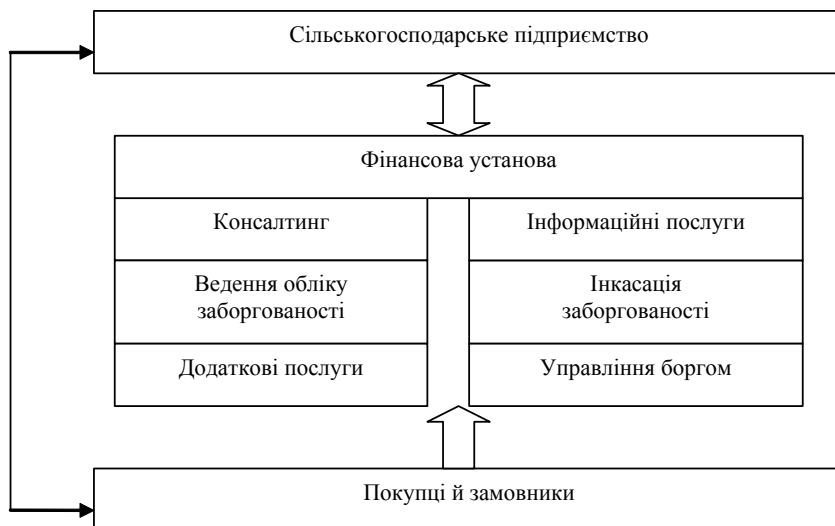 Сільськогосподарське підприємство
Фінансова установа
Консалтинг
Інформаційні послуги
Ведення обліку
заборгованості
Інкасація
заборгованості
Додаткові послуги
Управління боргом
Покупці й замовники